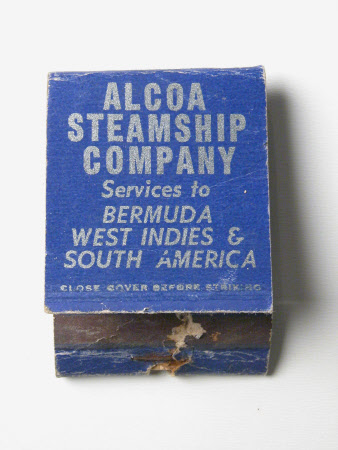 ALCOA
STEAMSHIP
COMPANY
Services to
BERMUDA
WEST INDIES &
SOUTH AMERICA
CLOSE COVER BEFORE STRIKING